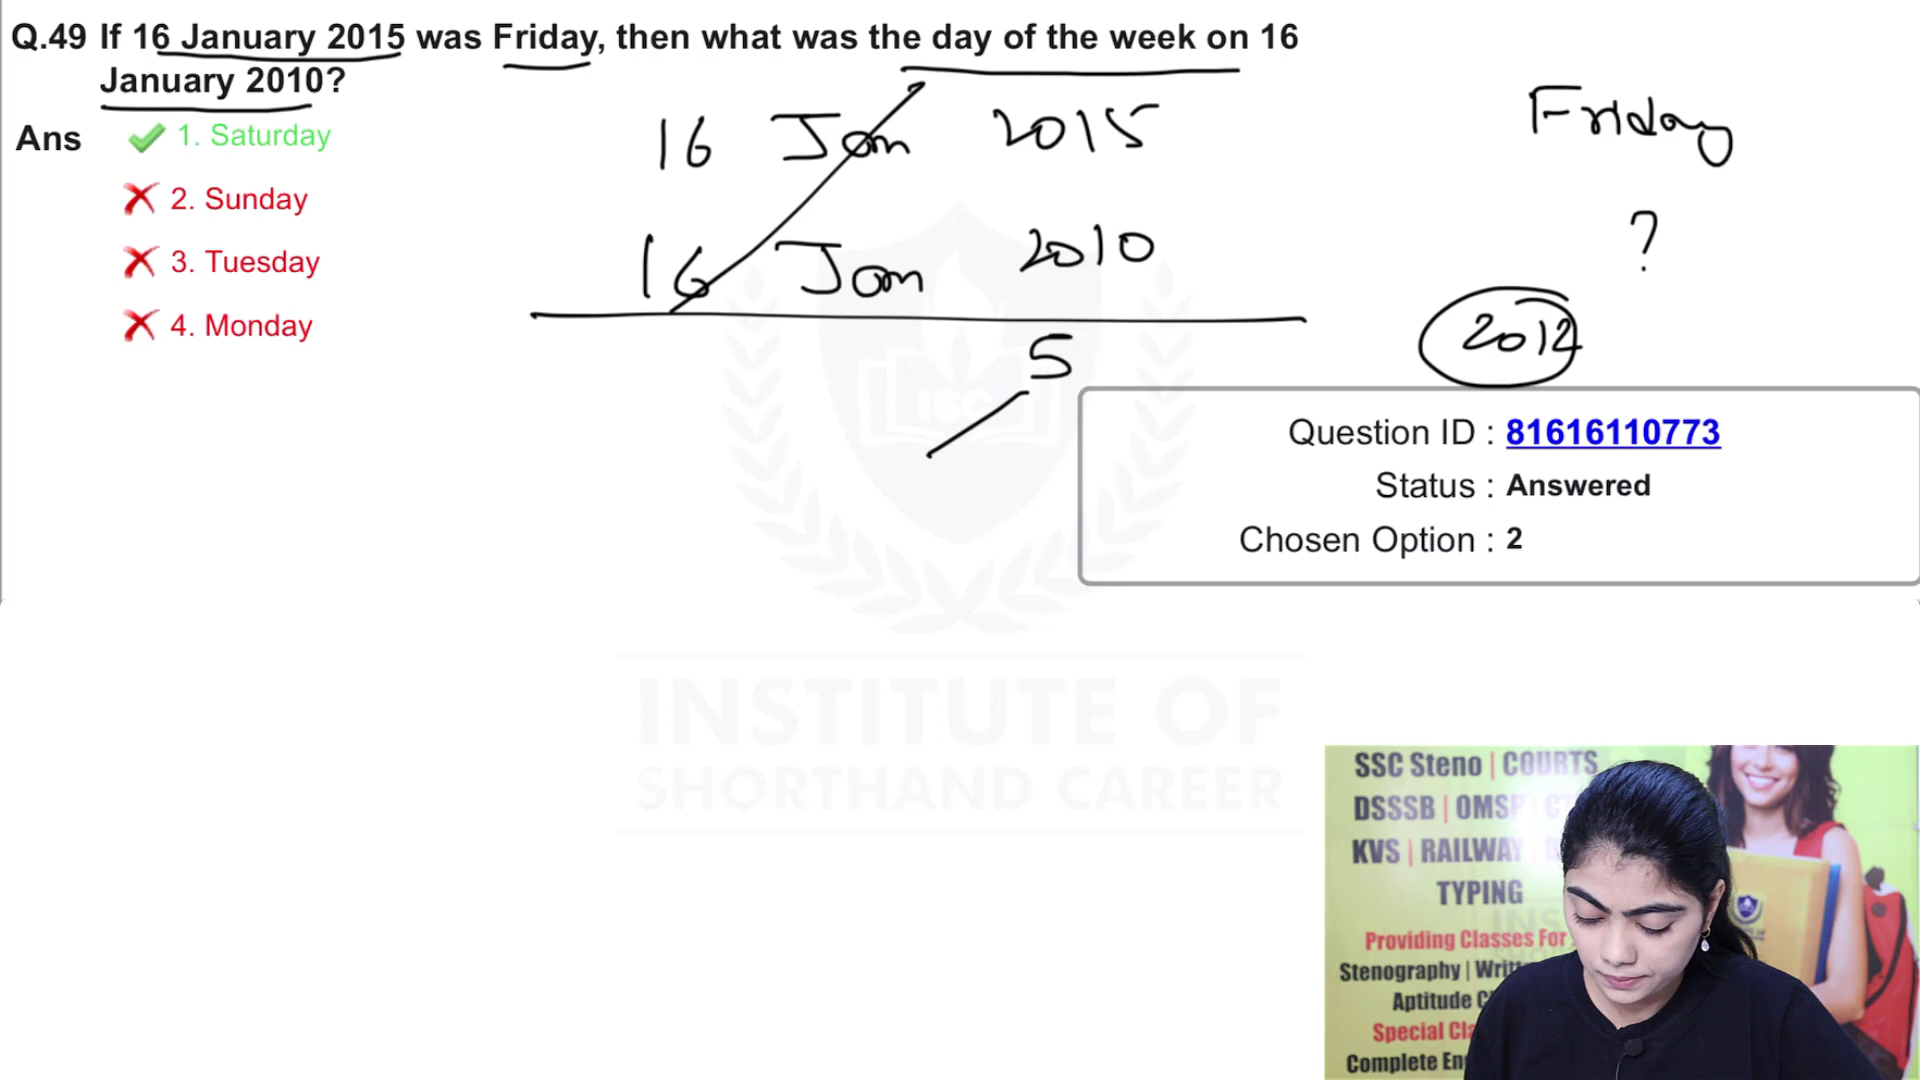 Q.49 If 16 January 2015 was Friday, then what was the day of the week on 16
January 2010?
Ans 1. Saturday
2. Sunday
3. Tuesday
4. Monday
16 Jan 2015 Friday
16 Jan 2010 ?
5
2012
Question ID : 81616110773
Status : Answered
Chosen Option : 2
ISC
INSTITUTE OF
SHORTHAND CAREER
SSC Steno | COURTS
DSSSB | OMSP
KVS | RAILWAY
TYPING
Providing Classes For
Stenography |
Aptitude
Special
Complete